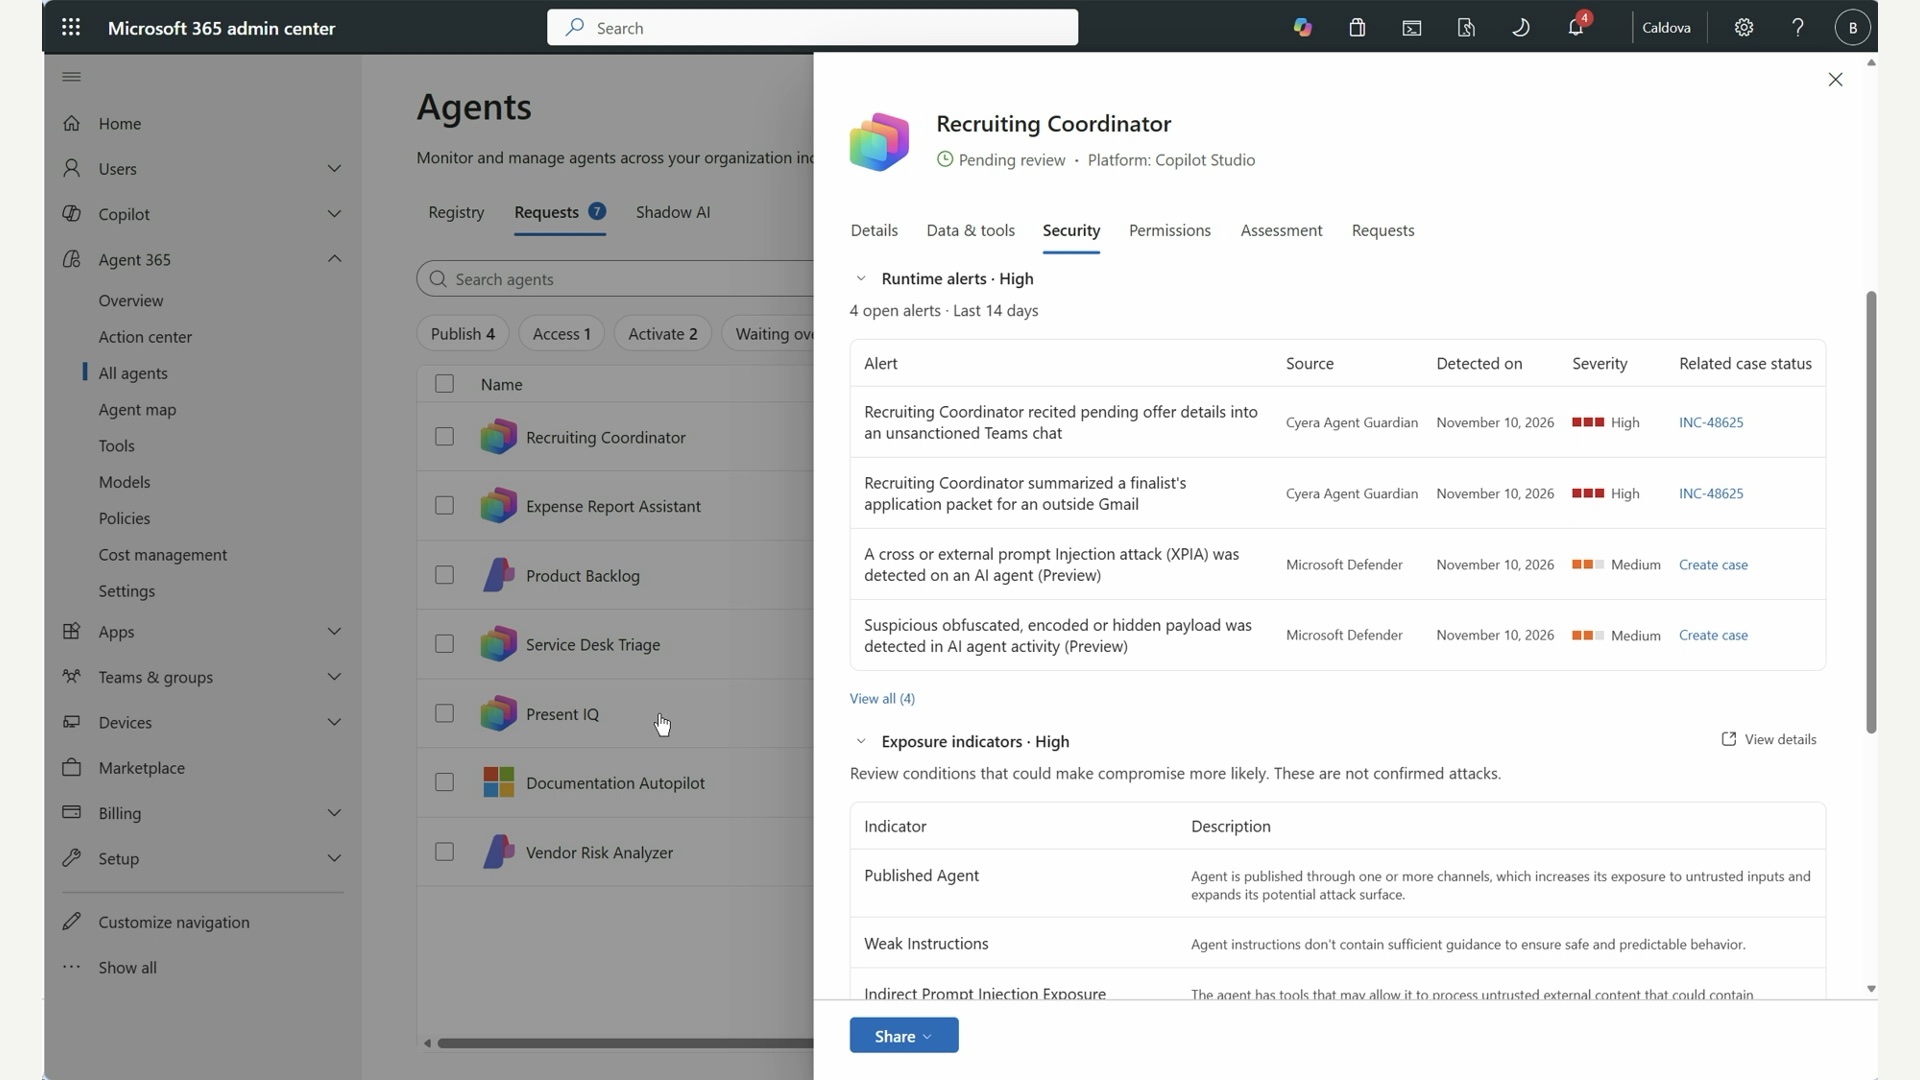 Microsoft 365 admin center
Search
4
Caldova
B
Home
Users
Copilot
Agent 365
Overview
Action center
All agents
Agent map
Tools
Models
Policies
Cost management
Settings
Apps
Teams & groups
Devices
Marketplace
Billing
Setup
Customize navigation
Show all
Agents
Monitor and manage agents across your organization
Registry
Requests 7
Shadow AI
Search agents
Publish 4
Access 1
Activate 2
Waiting
Name
Recruiting Coordinator
Expense Report Assistant
Product Backlog
Service Desk Triage
Present IQ
Documentation Autopilot
Vendor Risk Analyzer
Recruiting Coordinator
Pending review · Platform: Copilot Studio
Details
Data & tools
Security
Permissions
Assessment
Requests
Runtime alerts · High
4 open alerts · Last 14 days
Alert Source Detected on Severity Related case status
Recruiting Coordinator recited pending offer details into
an unsanctioned Teams chat
Cyera Agent Guardian November 10, 2026 High INC-48625
Recruiting Coordinator summarized a finalist's
application packet for an outside Gmail
Cyera Agent Guardian November 10, 2026 High INC-48625
A cross or external prompt Injection attack (XPIA) was
detected on an AI agent (Preview)
Microsoft Defender November 10, 2026 Medium Create case
Suspicious obfuscated, encoded or hidden payload was
detected in AI agent activity (Preview)
Microsoft Defender November 10, 2026 Medium Create case
View all (4)
Exposure indicators · High
View details
Review conditions that could make compromise more likely. These are not confirmed attacks.
Indicator Description
Published Agent
Agent is published through one or more channels, which increases its exposure to untrusted inputs and
expands its potential attack surface.
Weak Instructions
Agent instructions don't contain sufficient guidance to ensure safe and predictable behavior.
Indirect Prompt Injection Exposure
The agent has tools that may allow it to process untrusted external content that could contain
Share